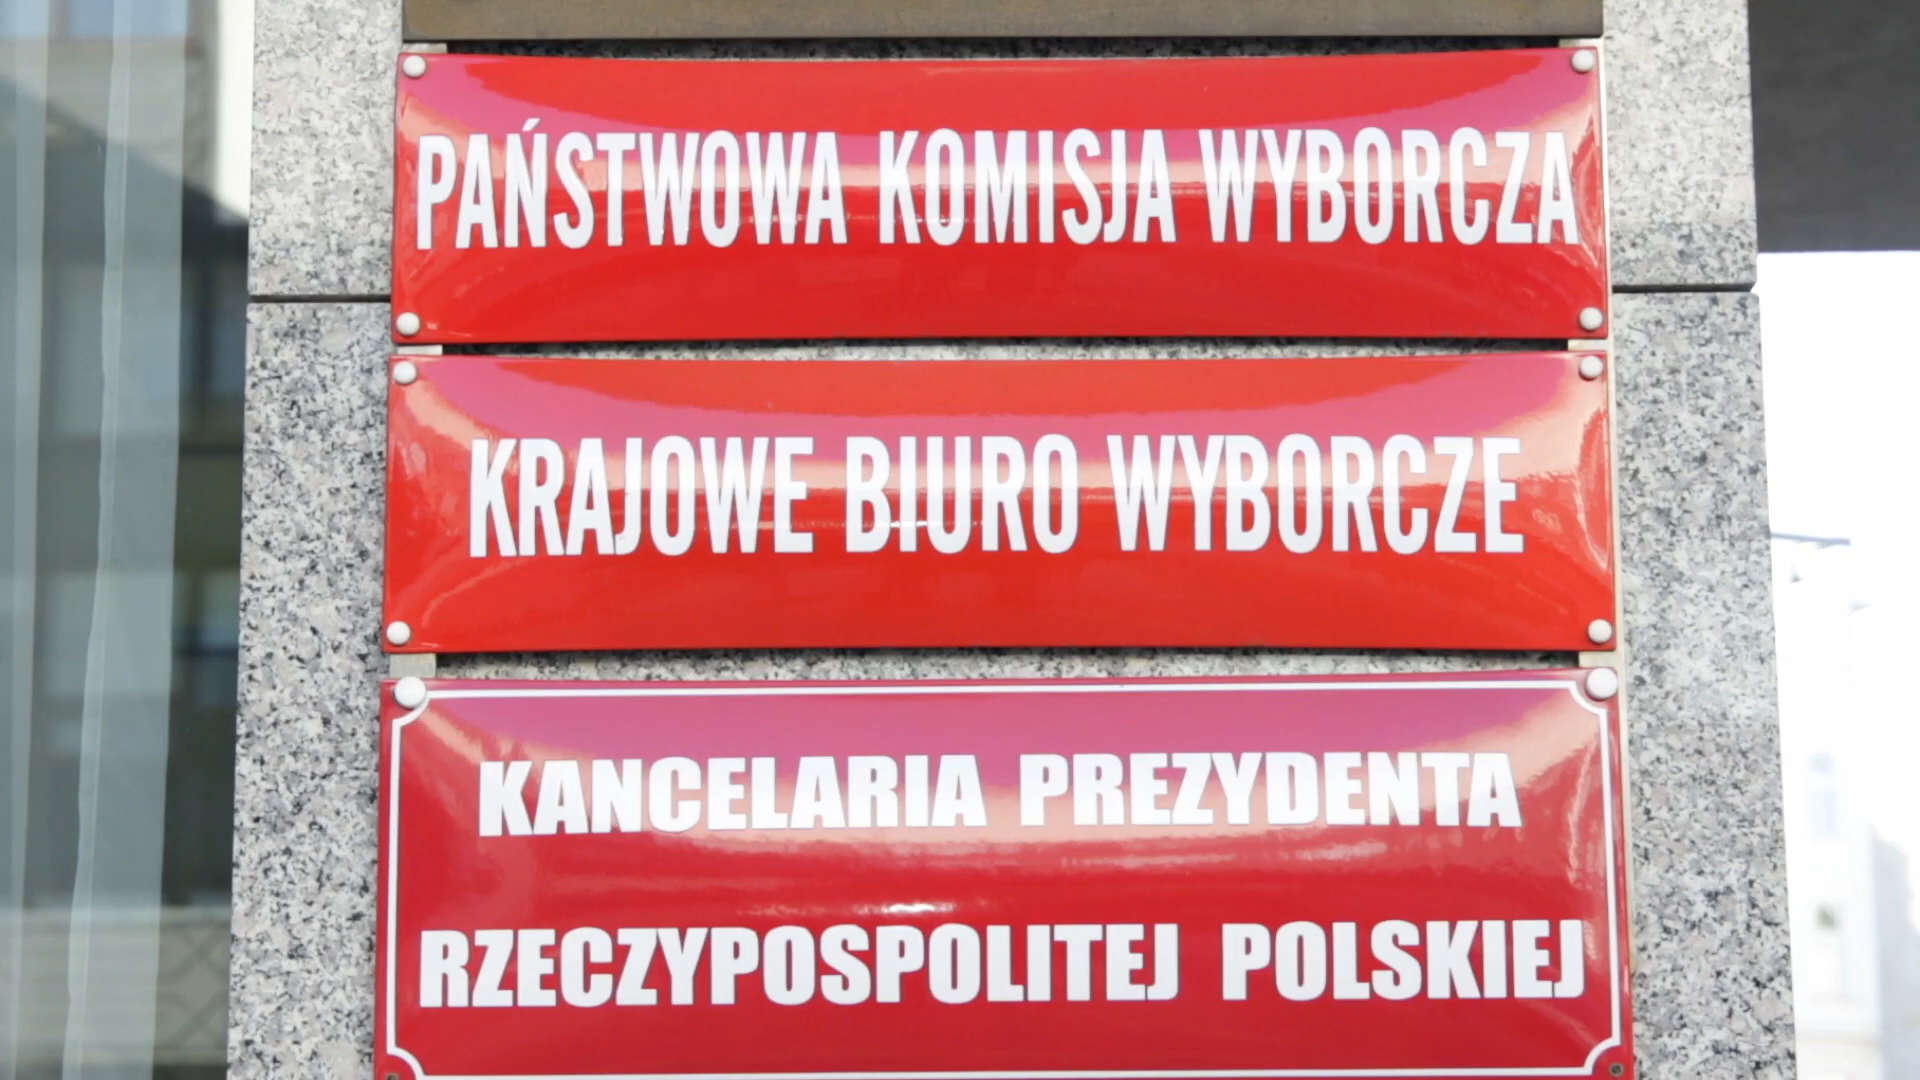 PAŃSTWOWA KOMISJA WYBORCZA
KRAJOWE BIURO WYBORCZE
KANCELARIA PREZYDENTA
RZECZYPOSPOLITEJ POLSKIEJ